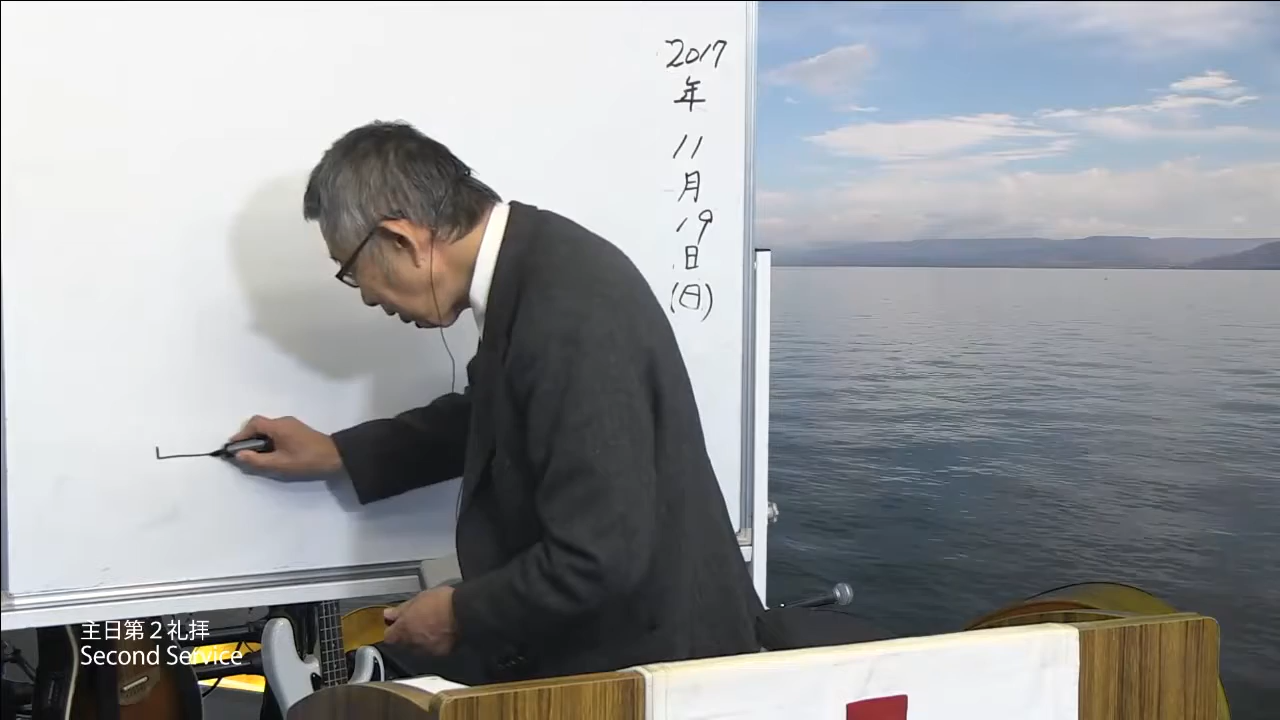 2017
年
11
月
19
日
(日)
主日第2礼拝
Second Service